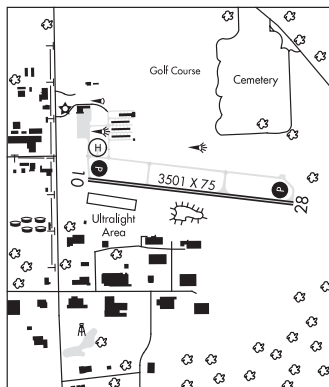 Golf Course
Cemetery
H
P
10
3501 X 75
P
28
Ultralight
Area